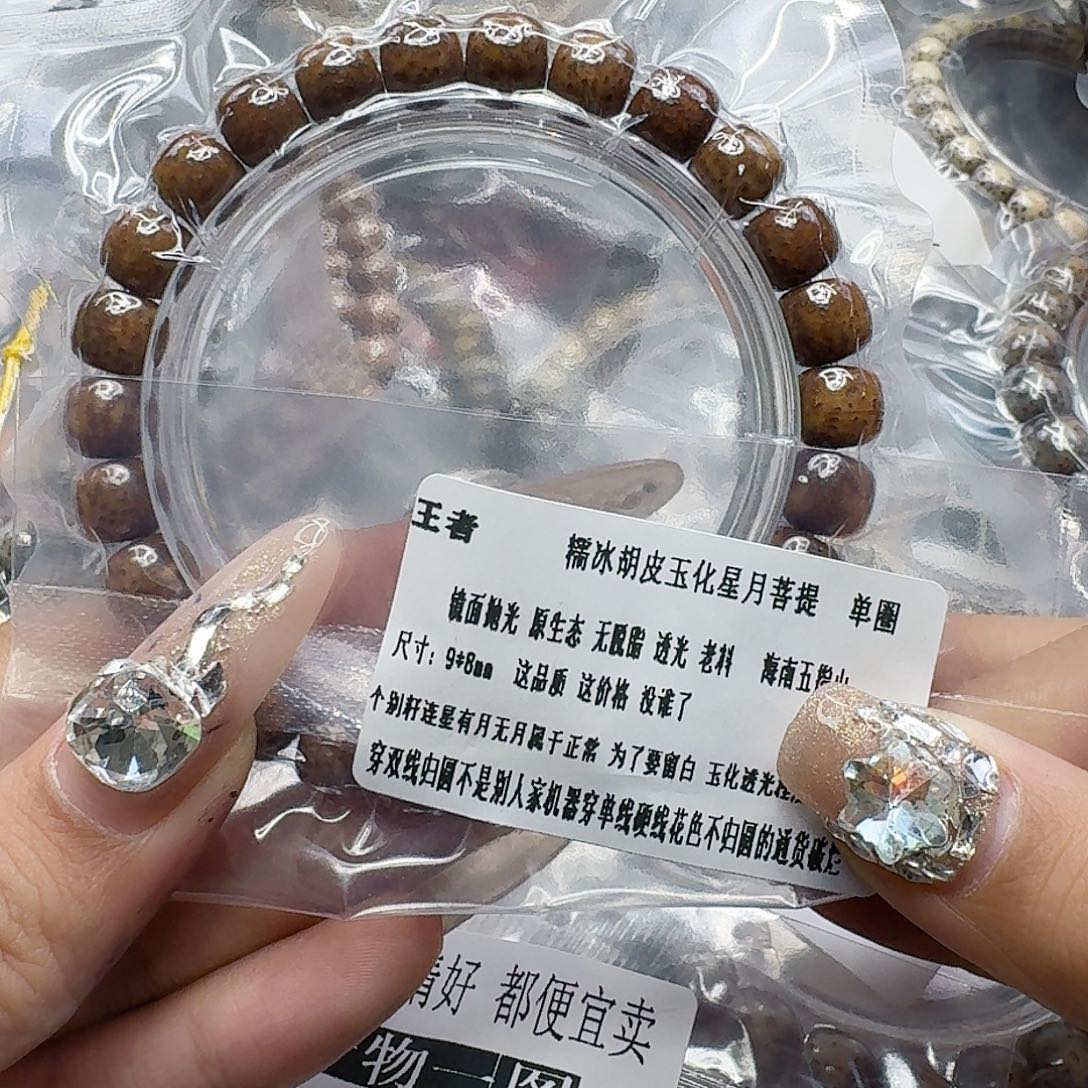 王者
糯冰胡皮玉化星月菩提 单圈
镜面抛光 原生态 无脱脂 透光 老料 海南五
尺寸：9*8mm 这品质 这价格 没谁了
个别籽连星有月无月属于正常 为了要留白 玉化透光
穿双线归圆不是别人家机器穿单线硬线花色不归圆的通货破烂
好 都便宜卖
物一图